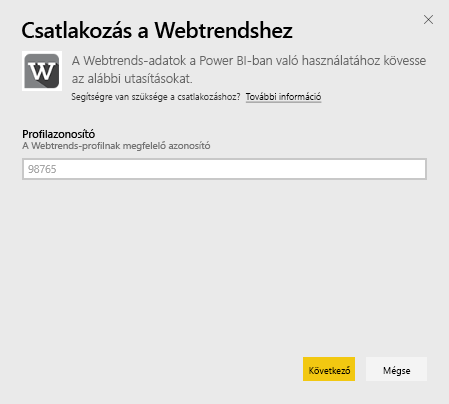 Csatlakozás a Webtrendshez
W
A Webtrends-adatok a Power BI-ban való használatához kövesse
az alábbi utasításokat.
Segítségre van szüksége a csatlakozáshoz? További információ
Profilazonosító
A Webtrends-profilnak megfelelő azonosító
98765
Következő Mégse